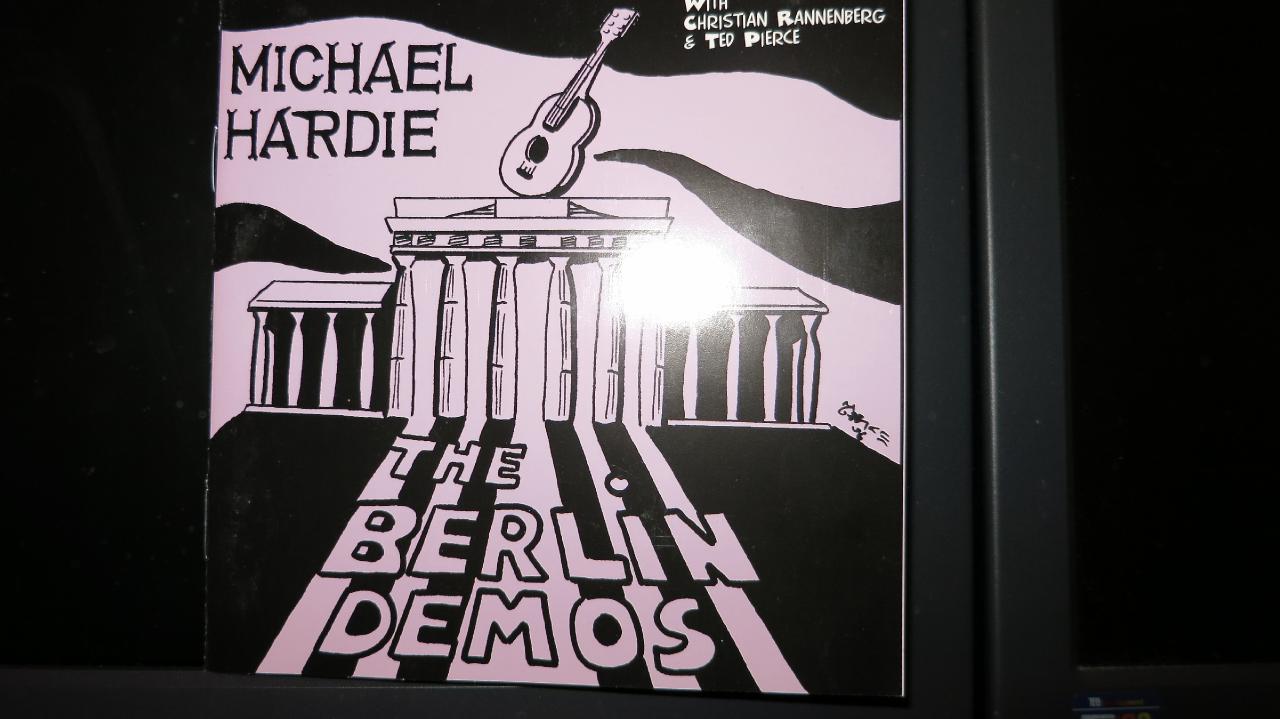 WITH
CHRISTIAN RANNENBERG
& TED PIERCE
MICHAEL
HARDIE
THE
BERLiN
DEMOS